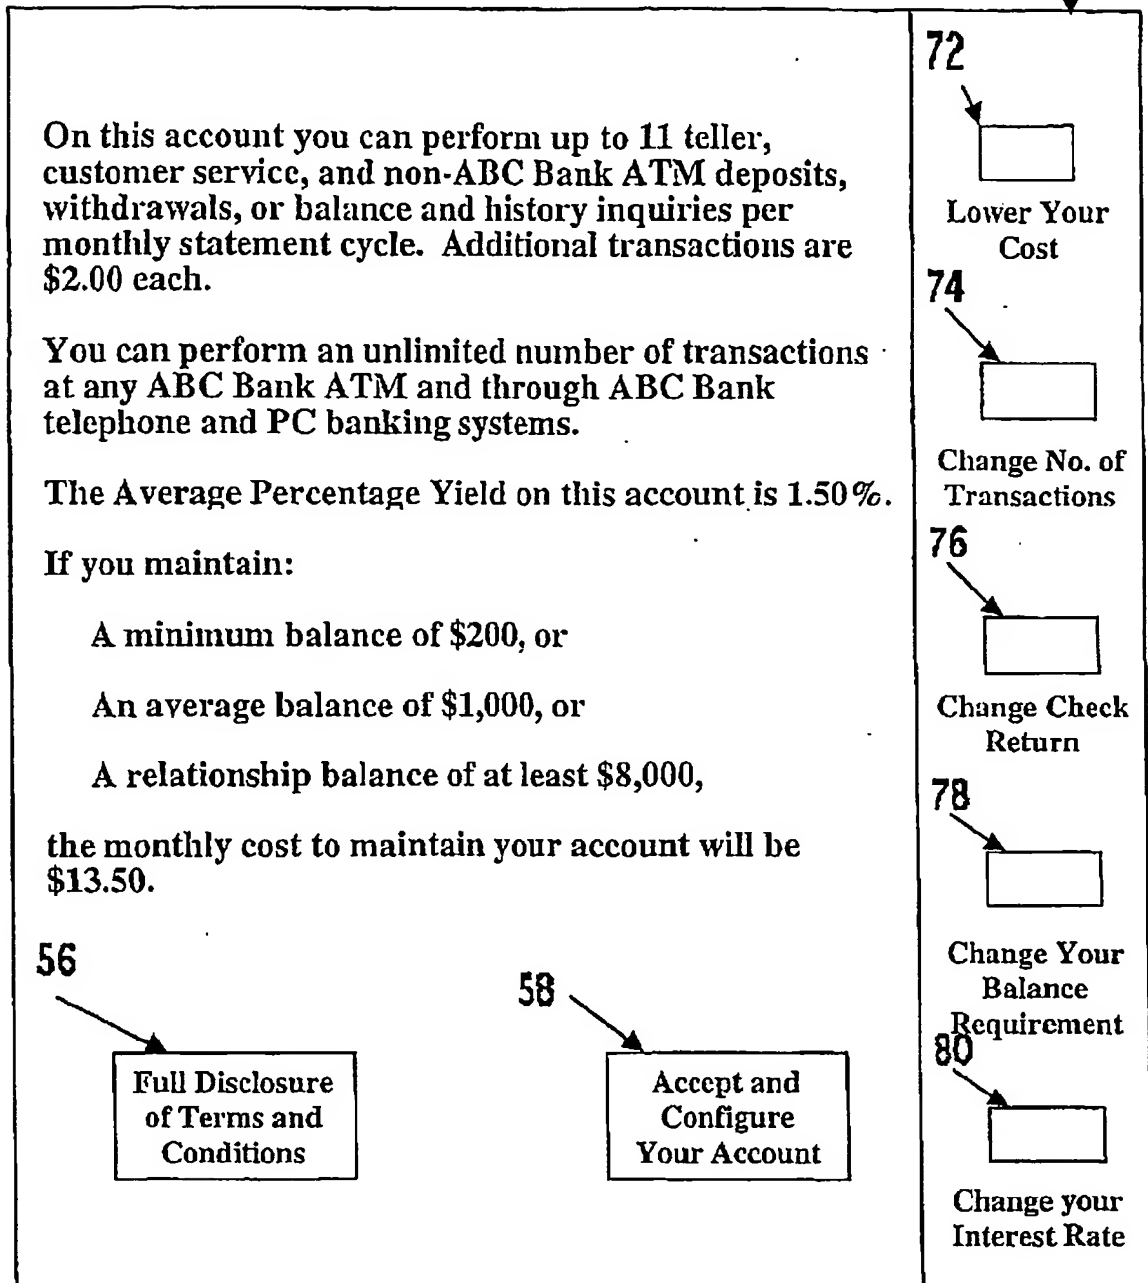 On this account you can perform up to 11 teller,
customer service, and non-ABC Bank ATM deposits,
withdrawals, or balance and history inquiries per
monthly statement cycle. Additional transactions are
$2.00 each.
You can perform an unlimited number of transactions
at any ABC Bank ATM and through ABC Bank
telephone and PC banking systems.
The Average Percentage Yield on this account is 1.50%.
If you maintain:
A minimum balance of $200, or
An average balance of $1,000, or
A relationship balance of at least $8,000,
the monthly cost to maintain your account will be
$13.50.
56
Full Disclosure
of Terms and
Conditions
58
Accept and
Configure
Your Account
72
Lower Your
Cost
74
Change No. of
Transactions
76
Change Check
Return
78
Change Your
Balance
Requirement
80
Change your
Interest Rate